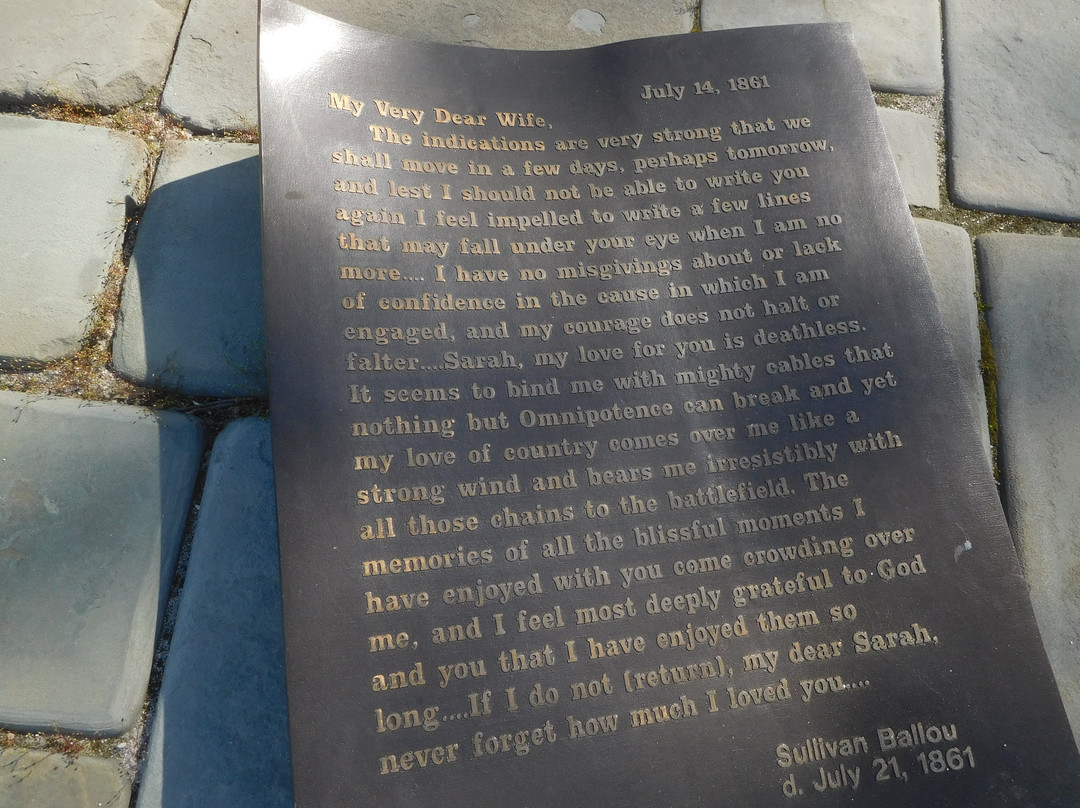 July 14, 1861
My Very Dear Wife,
The indications are very strong that we
shall move in a few days, perhaps tomorrow,
and lest I should not be able to write you
again I feel impelled to write a few lines
that may fall under your eye when I am no
more.... I have no misgivings about or lack
of confidence in the cause in which I am
engaged, and my courage does not halt or
falter....Sarah, my love for you is deathless.
It seems to bind me with mighty cables that
nothing but Omnipotence can break and yet
my love of country comes over me like a
strong wind and bears me irresistibly with
all those chains to the battlefield. The
memories of all the blissful moments I
have enjoyed with you come crowding over
me, and I feel most deeply grateful to God
and you that I have enjoyed them so
long....If I do not (return), my dear Sarah,
never forget how much I loved you....
Sullivan Ballou
d. July 21, 1861